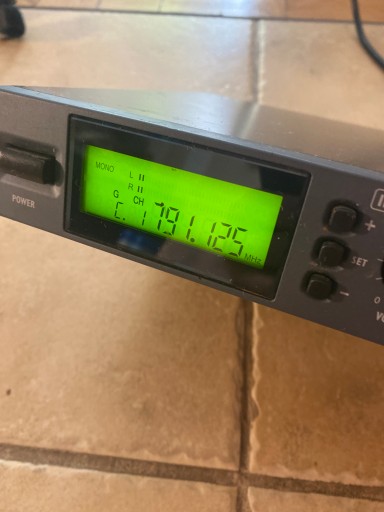 MONO L
R
G CH
C. 1 791.125 MHz
POWER
+
SET
-